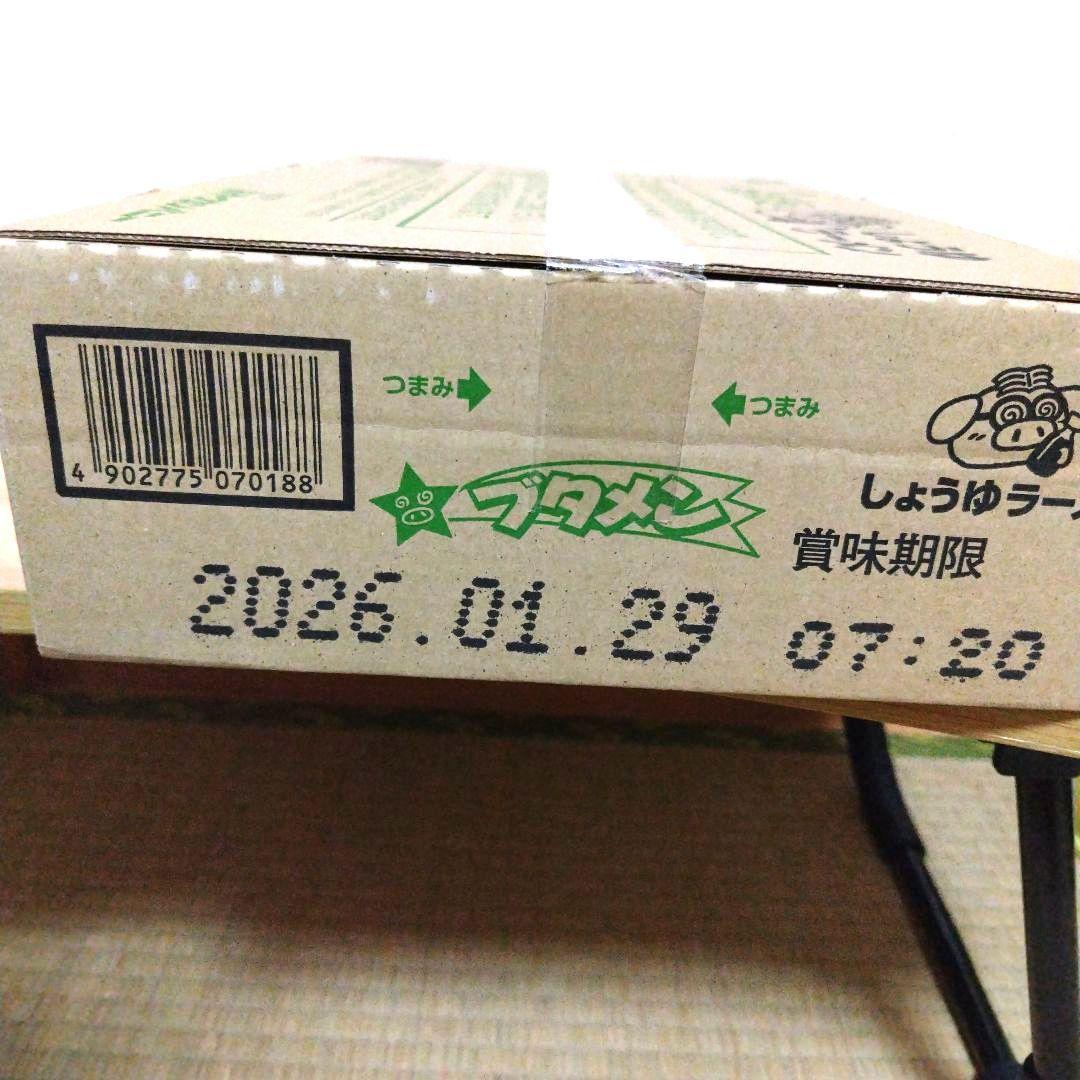 つまみ
つまみ
4 902775 070188
ブタメン
しょうゆラーメ
賞味期限
2026.01.29 07:20